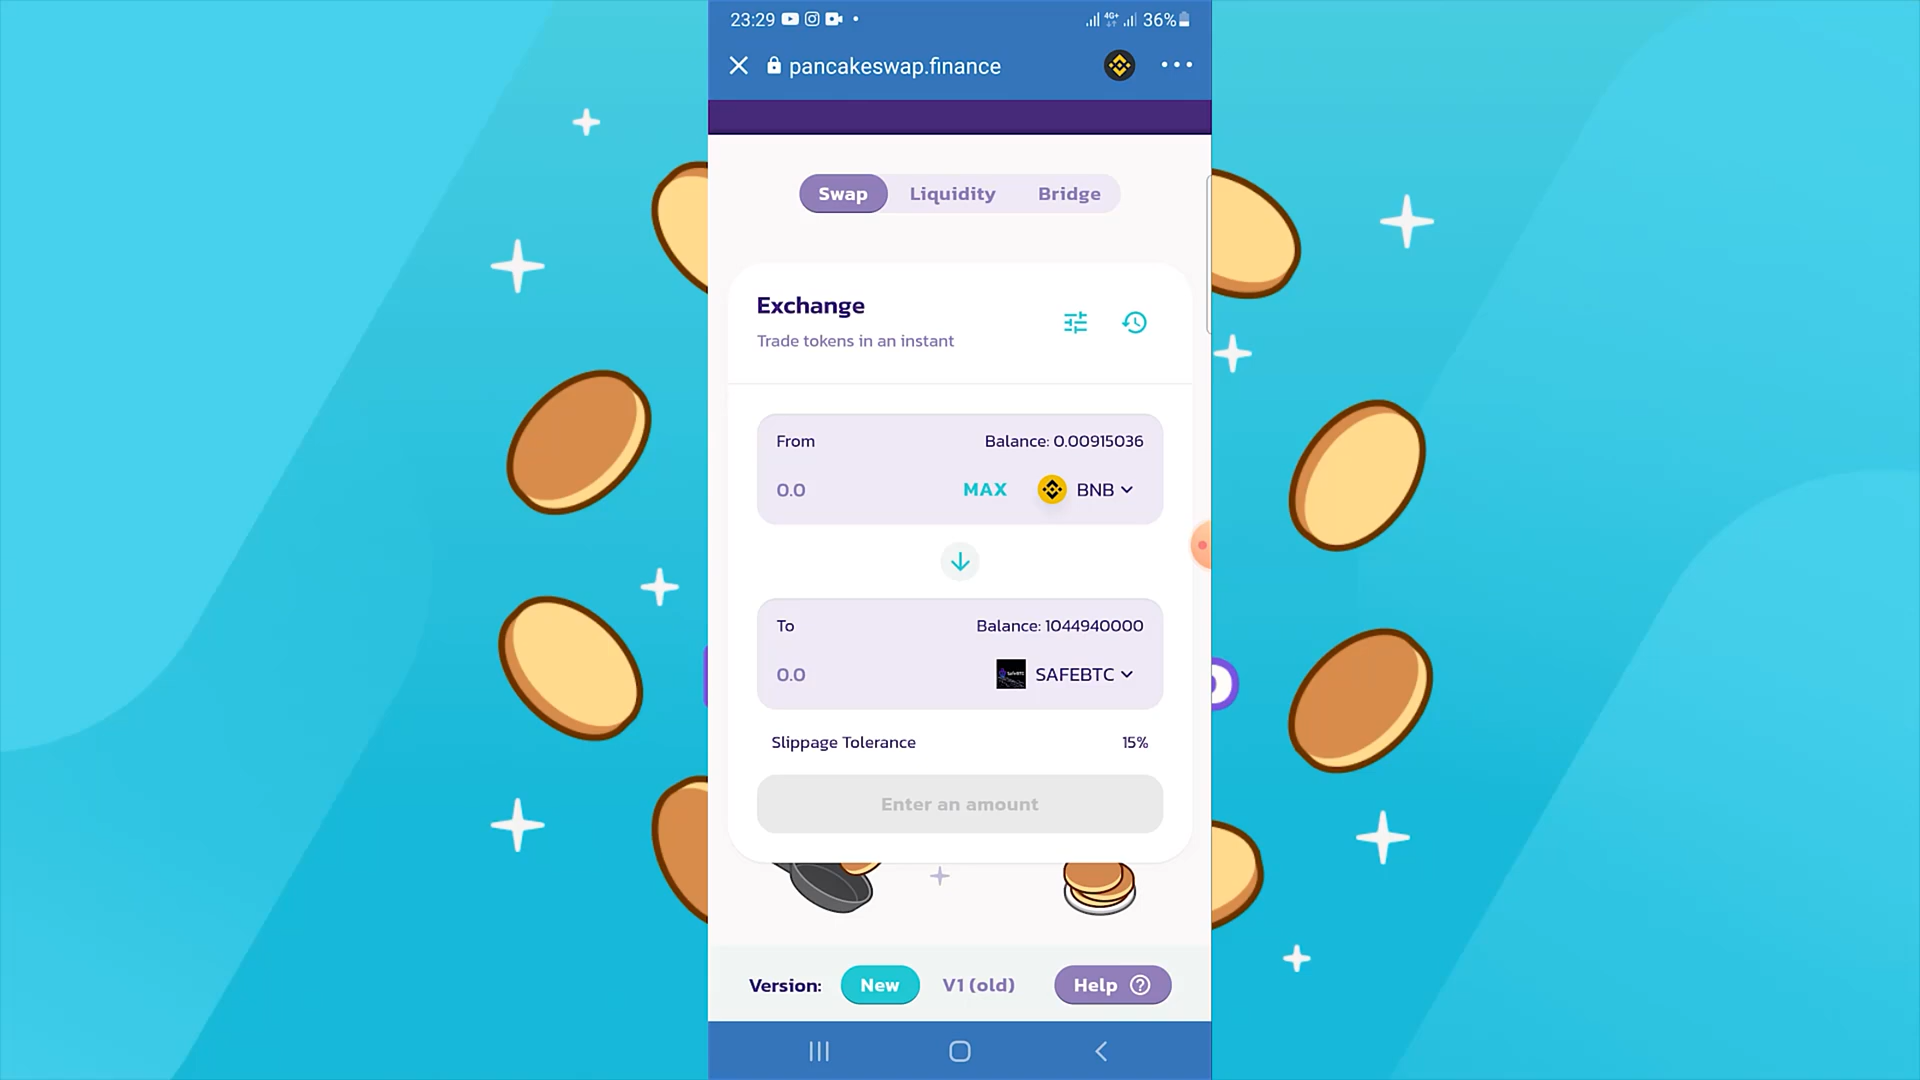 23:29 4G+ 36%
pancakeswap.finance
Swap Liquidity Bridge
Exchange
Trade tokens in an instant
From Balance: 0.00915036
0.0 MAX BNB
To Balance: 1044940000
0.0 SAFEBTC
Slippage Tolerance 15%
Enter an amount
Version: New V1 (old) Help ?